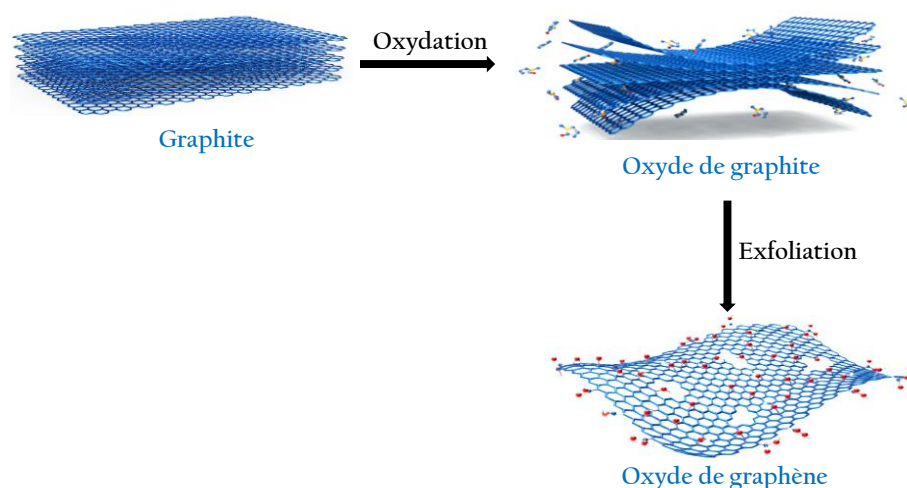 Oxydation
Graphite
Oxyde de graphite
Exfoliation
Oxyde de graphène